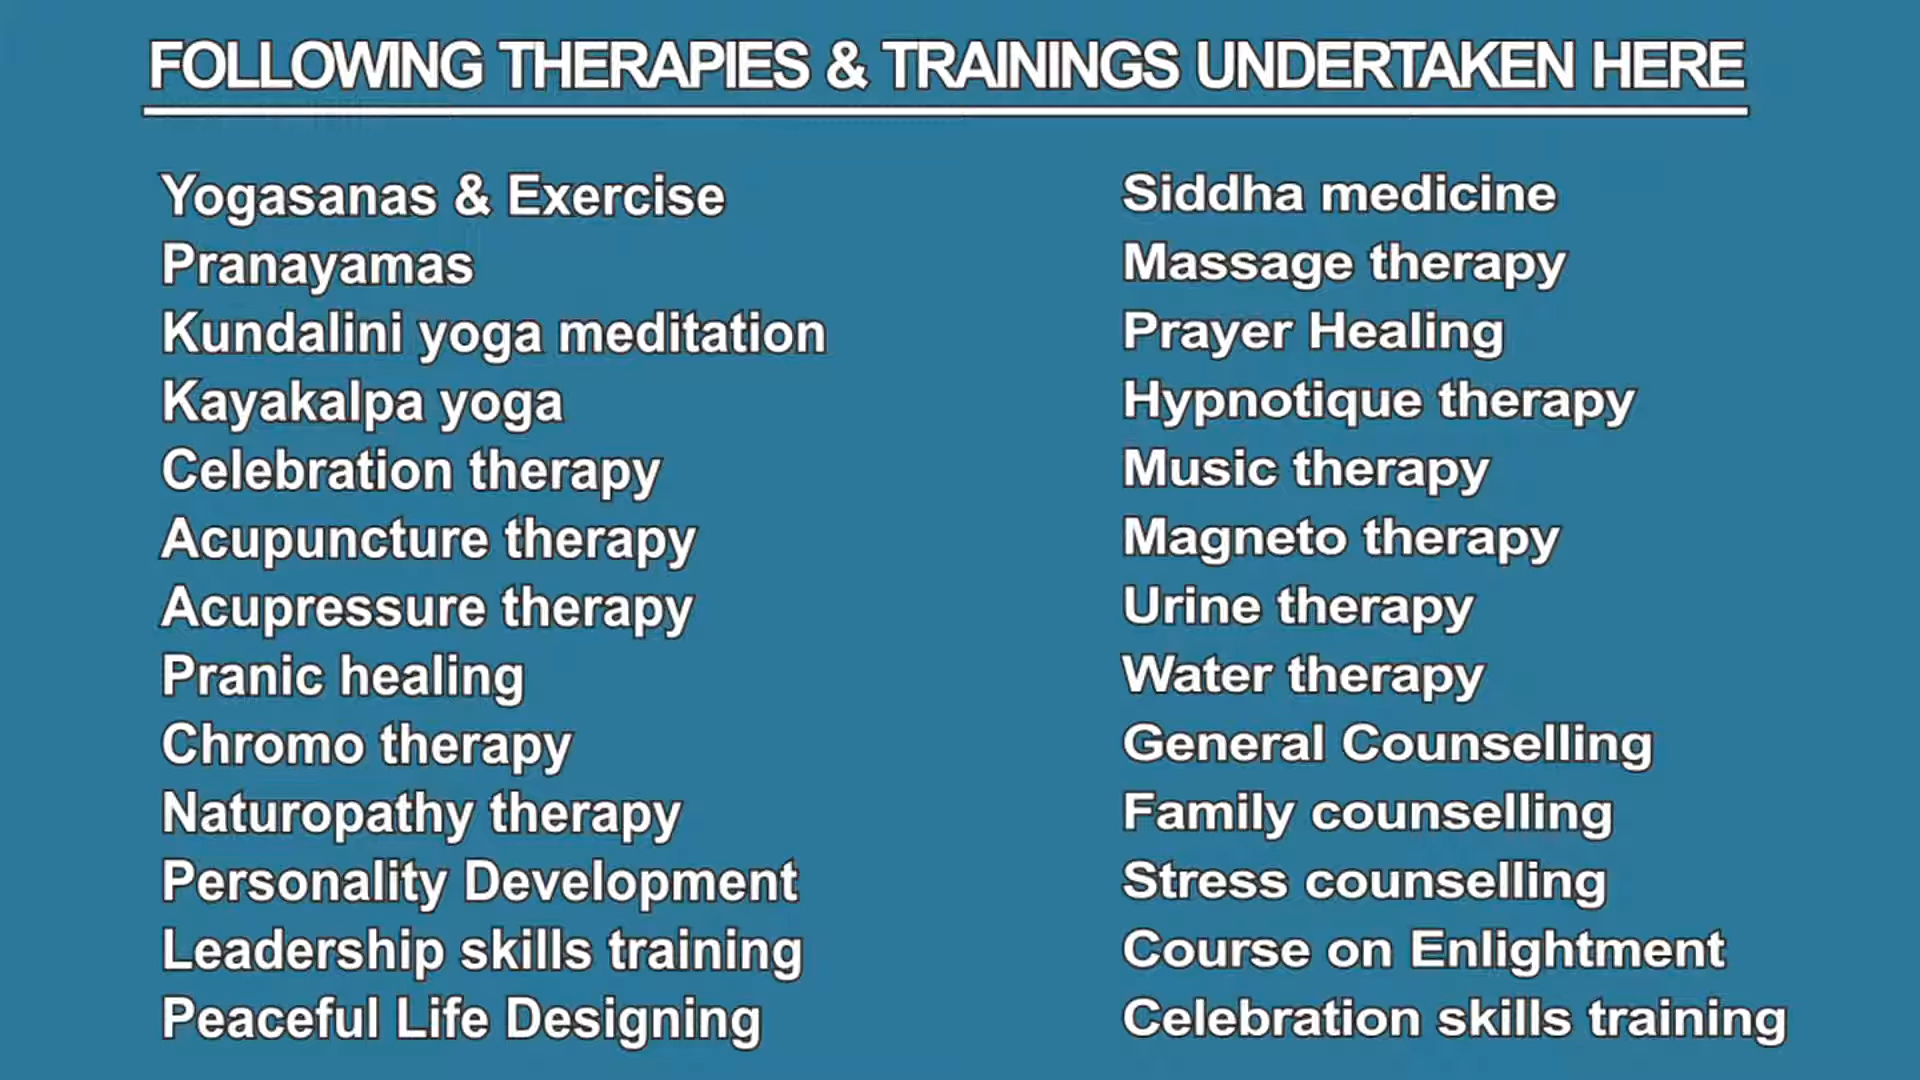 FOLLOWING THERAPIES & TRAININGS UNDERTAKEN HERE
Yogasanas & Exercise
Pranayamas
Kundalini yoga meditation
Kayakalpa yoga
Celebration therapy
Acupuncture therapy
Acupressure therapy
Pranic healing
Chromo therapy
Naturopathy therapy
Personality Development
Leadership skills training
Peaceful Life Designing
Siddha medicine
Massage therapy
Prayer Healing
Hypnotique therapy
Music therapy
Magneto therapy
Urine therapy
Water therapy
General Counselling
Family counselling
Stress counselling
Course on Enlightment
Celebration skills training